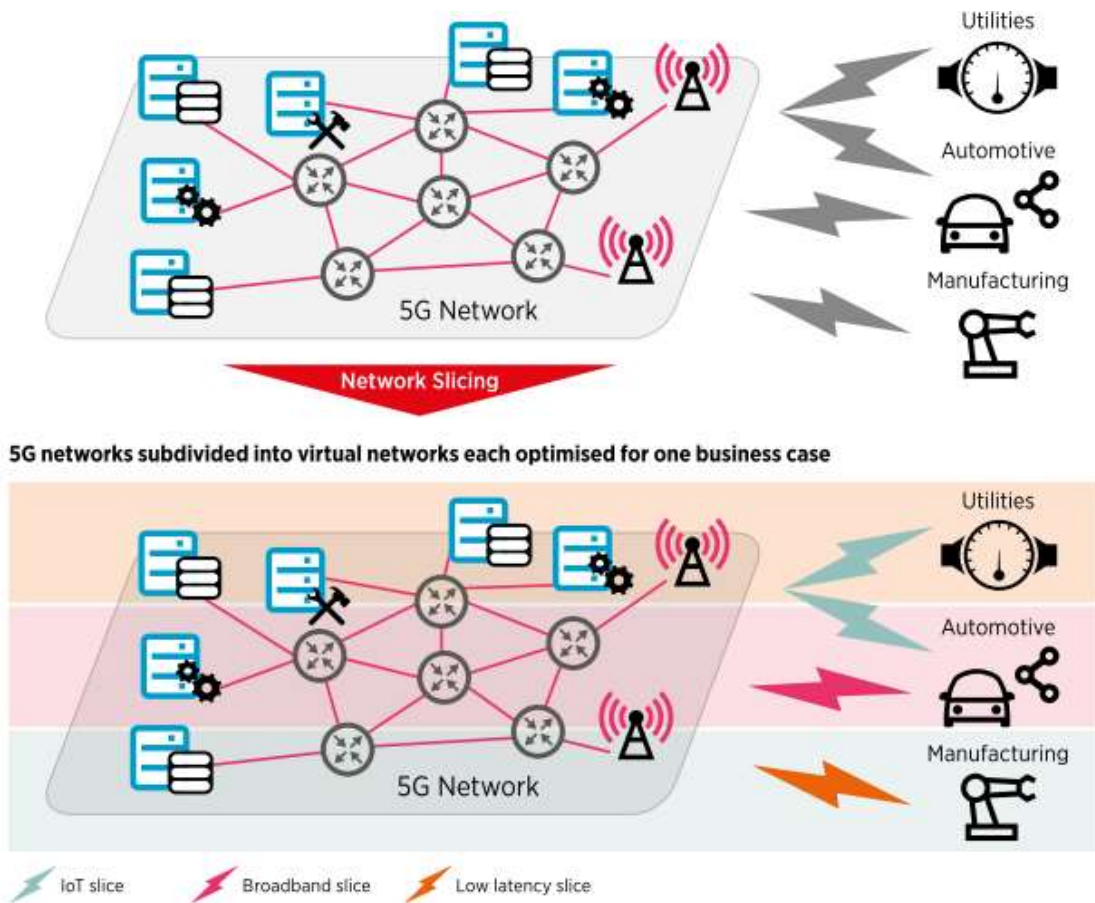 Utilities
Automotive
Manufacturing
5G Network
Network Slicing
5G networks subdivided into virtual networks each optimised for one business case
Utilities
Automotive
Manufacturing
5G Network
IoT slice
Broadband slice
Low latency slice